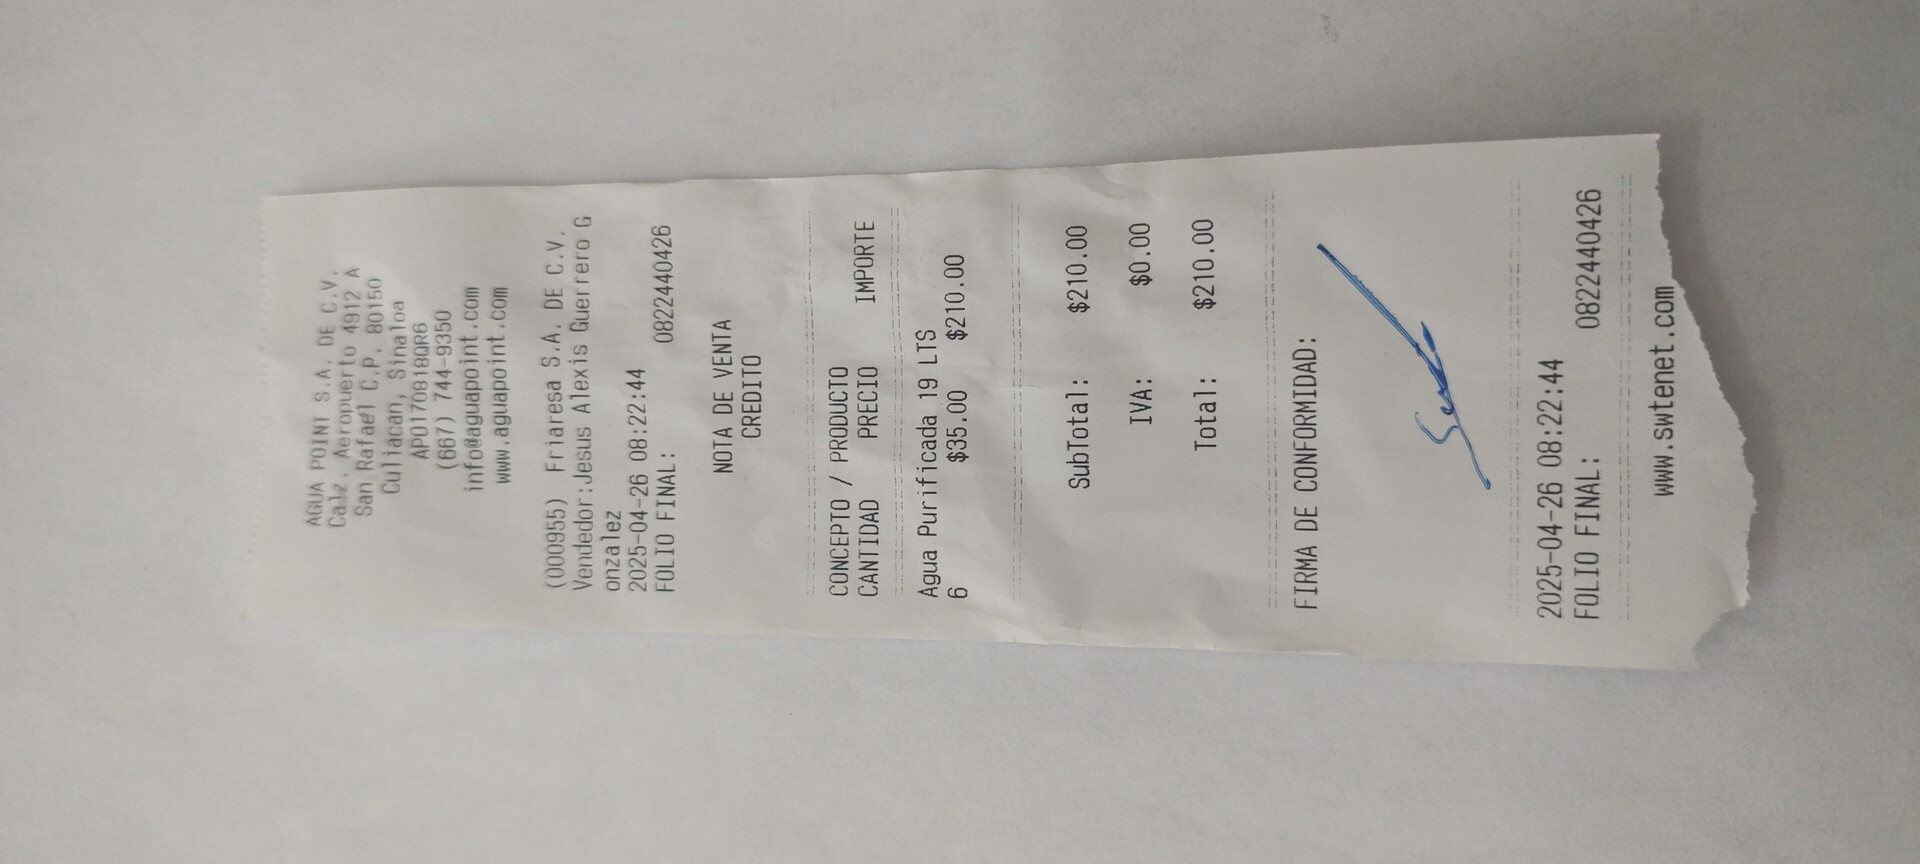 AGUA POINT S.A. DE C.V.
Calz. Aeropuerto 4912 A
San Rafael C.P. 80150
Culiacan, Sinaloa
APO170818QR6
(667) 744-9350
info@aguapoint.com
www.aguapoint.com
(000955) Friaresa S.A. DE C.V.
Vendedor:Jesus Alexis Guerrero G
onzalez
2025-04-26 08:22:44
FOLIO FINAL: 0822440426
NOTA DE VENTA
CREDITO
CONCEPTO / PRODUCTO
CANTIDAD PRECIO IMPORTE
Agua Purificada 19 LTS
6 $35.00 $210.00
SubTotal: $210.00
IVA: $0.00
Total: $210.00
FIRMA DE CONFORMIDAD:
2025-04-26 08:22:44
FOLIO FINAL: 0822440426
www.swtenet.com